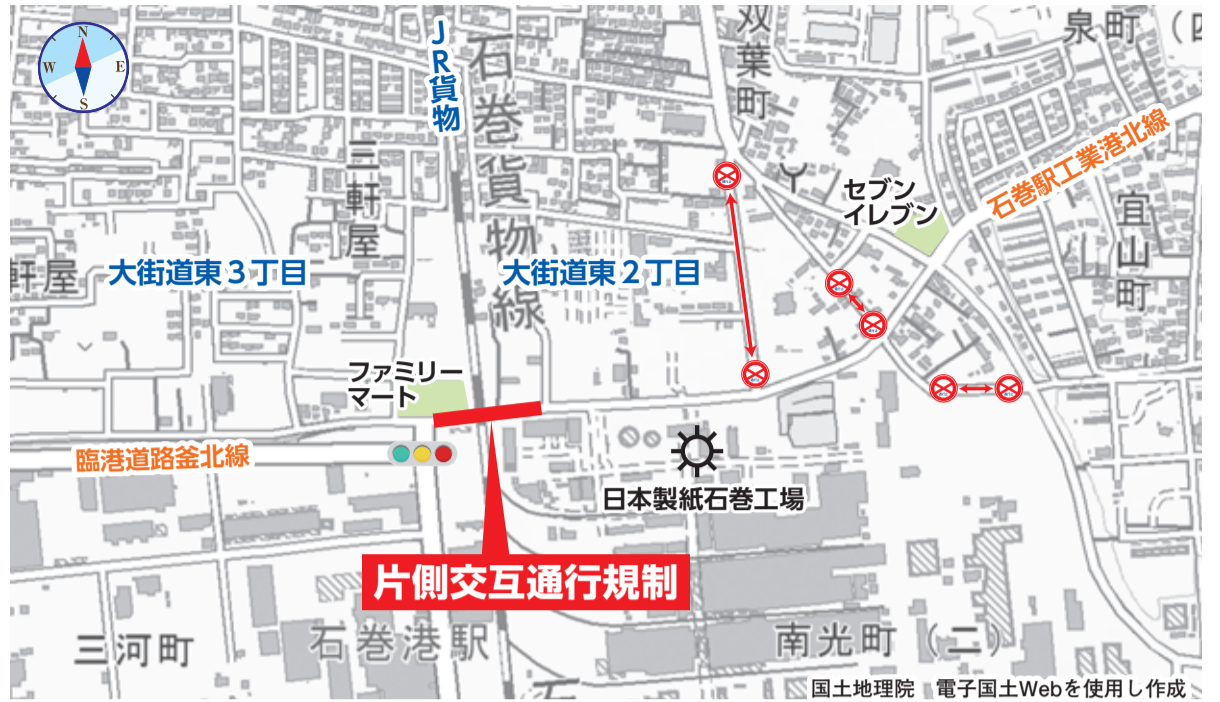 N
W
E
S
JR貨物
石巻貨物線
双葉町
泉町（四
石巻駅工業港北線
セブン
イレブン
宜山町
三軒屋
軒屋
大街道東３丁目
大街道東２丁目
ファミリー
マート
臨港道路釜北線
日本製紙石巻工場
片側交互通行規制
三河町
石巻港駅
南光町（二）
石
国土地理院　電子国土Webを使用し作成